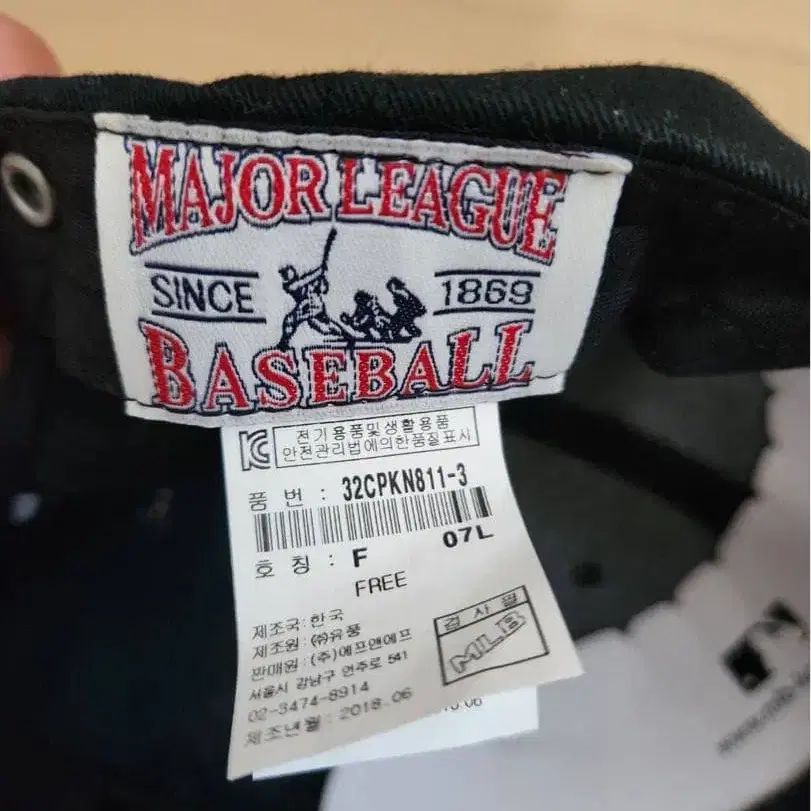 MAJOR LEAGUE
SINCE 1869
BASEBALL
KC 전기용품및생활용품
안전관리법에의한품질표시
품 번 : 32CPKN811-3
07L
호 칭 : F
FREE
제조국: 한국
제조원: (주)유풍
판매원: (주)에프앤에프
서울시 강남구 언주로 541
02-3474-8914
제조년월 : 2018.06
검사필
MLB